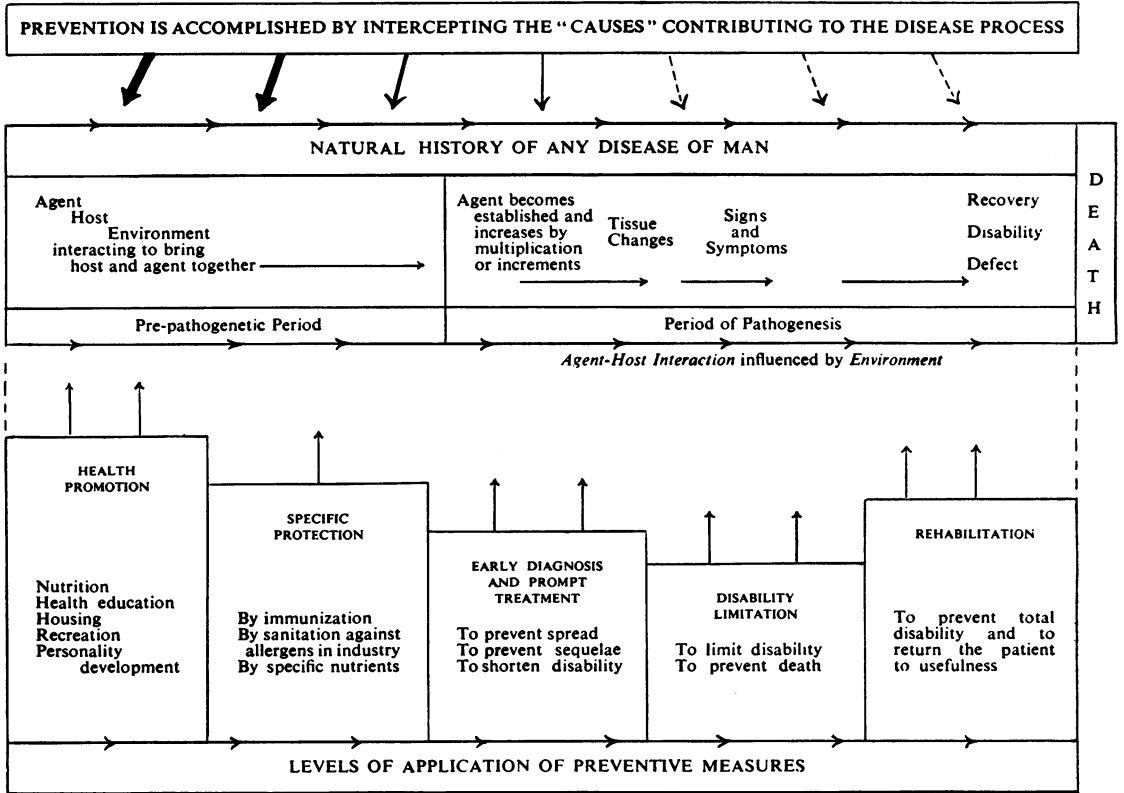 PREVENTION IS ACCOMPLISHED BY INTERCEPTING THE "CAUSES" CONTRIBUTING TO THE DISEASE PROCESS
NATURAL HISTORY OF ANY DISEASE OF MAN
Agent
Host
Environment
interacting to bring
host and agent together
Agent becomes
established and
increases by
multiplication
or increments
Tissue
Changes
Signs
and
Symptoms
Recovery
Disability
Defect
DEATH
Pre-pathogenetic Period
Period of Pathogenesis
Agent-Host Interaction influenced by Environment
HEALTH
PROMOTION
Nutrition
Health education
Housing
Recreation
Personality
development
SPECIFIC
PROTECTION
By immunization
By sanitation against
allergens in industry
By specific nutrients
EARLY DIAGNOSIS
AND PROMPT
TREATMENT
To prevent spread
To prevent sequelae
To shorten disability
DISABILITY
LIMITATION
To limit disability
To prevent death
REHABILITATION
To prevent total
disability and to
return the patient
to usefulness
LEVELS OF APPLICATION OF PREVENTIVE MEASURES